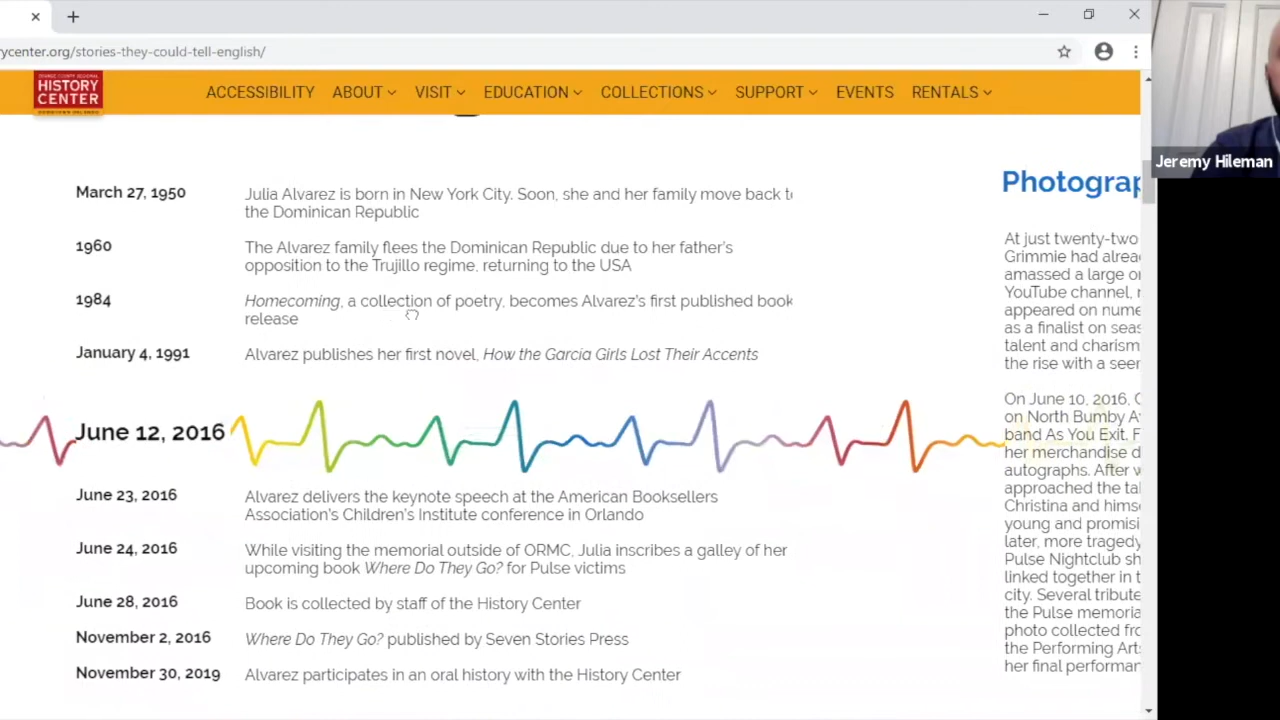 ycenter.org/stories-they-could-tell-english/
HISTORY
CENTER
ACCESSIBILITY ABOUT VISIT EDUCATION COLLECTIONS SUPPORT EVENTS RENTALS
Jeremy Hileman
March 27, 1950
Julia Alvarez is born in New York City. Soon, she and her family move back t
the Dominican Republic
1960
The Alvarez family flees the Dominican Republic due to her father's
opposition to the Trujillo regime, returning to the USA
1984
Homecoming, a collection of poetry, becomes Alvarez's first published book
release
January 4, 1991
Alvarez publishes her first novel, How the Garcia Girls Lost Their Accents
June 12, 2016
June 23, 2016
Alvarez delivers the keynote speech at the American Booksellers
Association's Children's Institute conference in Orlando
June 24, 2016
While visiting the memorial outside of ORMC, Julia inscribes a galley of her
upcoming book Where Do They Go? for Pulse victims
June 28, 2016
Book is collected by staff of the History Center
November 2, 2016
Where Do They Go? published by Seven Stories Press
November 30, 2019
Alvarez participates in an oral history with the History Center
Photograp
At just twenty-two
Grimmie had alrea
amassed a large o
YouTube channel, r
appeared on nume
as a finalist on seas
talent and charism
the rise with a seer
On June 10, 2016, C
on North Bumby A
band As You Exit. F
her merchandise d
autographs. After w
approached the tal
Christina and hims
young and promisi
later, more tragedy
Pulse Nightclub sh
linked together in t
city. Several tribute
the Pulse memoria
photo collected fro
the Performing Art
her final performar